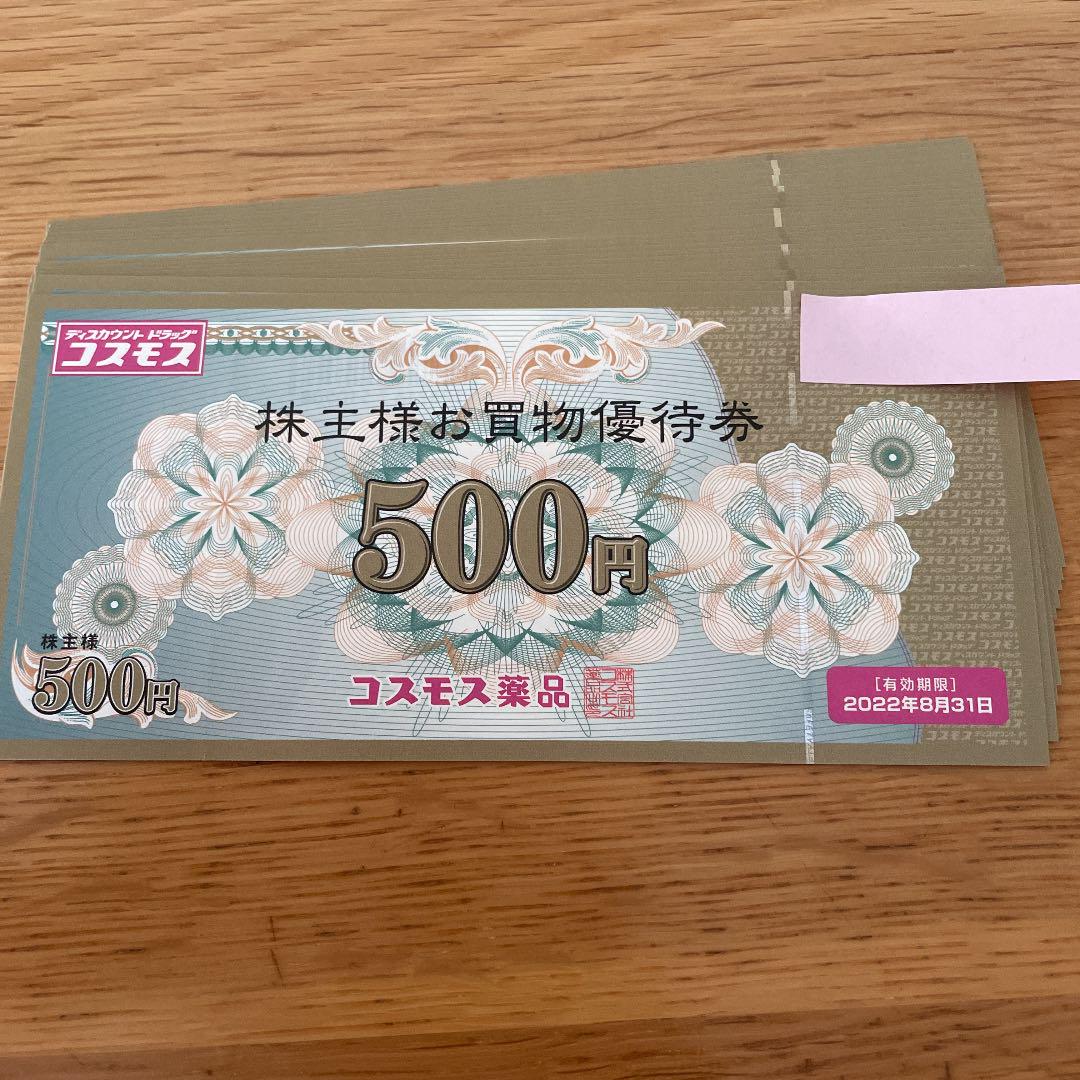 ディスカウント ドラッグ
コスモス
株主様お買物優待券
500円
株主様
500円
コスモス薬品
[有効期限]
2022年8月31日